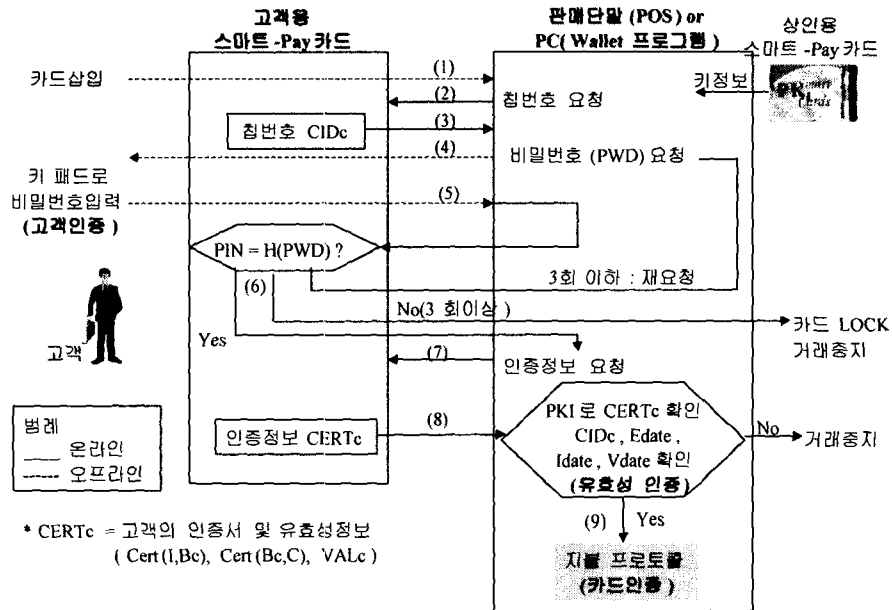 고객용
스마트 -Pay 카드
판매단말 (POS) or
PC( Wallet 프로그램 )
상인용
스마트 -Pay 카드
카드삽입
(1)
(2)
칩번호 요청
키정보
칩번호 CIDc
(3)
(4)
비밀번호 (PWD) 요청
키 패드로
비밀번호입력
(고객인증 )
(5)
PIN = H(PWD) ?
(6)
3회 이하 : 재요청
No(3 회이상 )
카드 LOCK
거래중지
Yes
고객
(7)
인증정보 요청
범례
온라인
오프라인
인증정보 CERTc
(8)
PKI 로 CERTc 확인
CIDc , Edate ,
Idate , Vdate 확인
(유효성 인증)
No
거래중지
(9)
Yes
지불 프로토콜
(카드인증)
* CERTc = 고객의 인증서 및 유효성정보
( Cert(I,Bc), Cert(Bc,C), VALc )